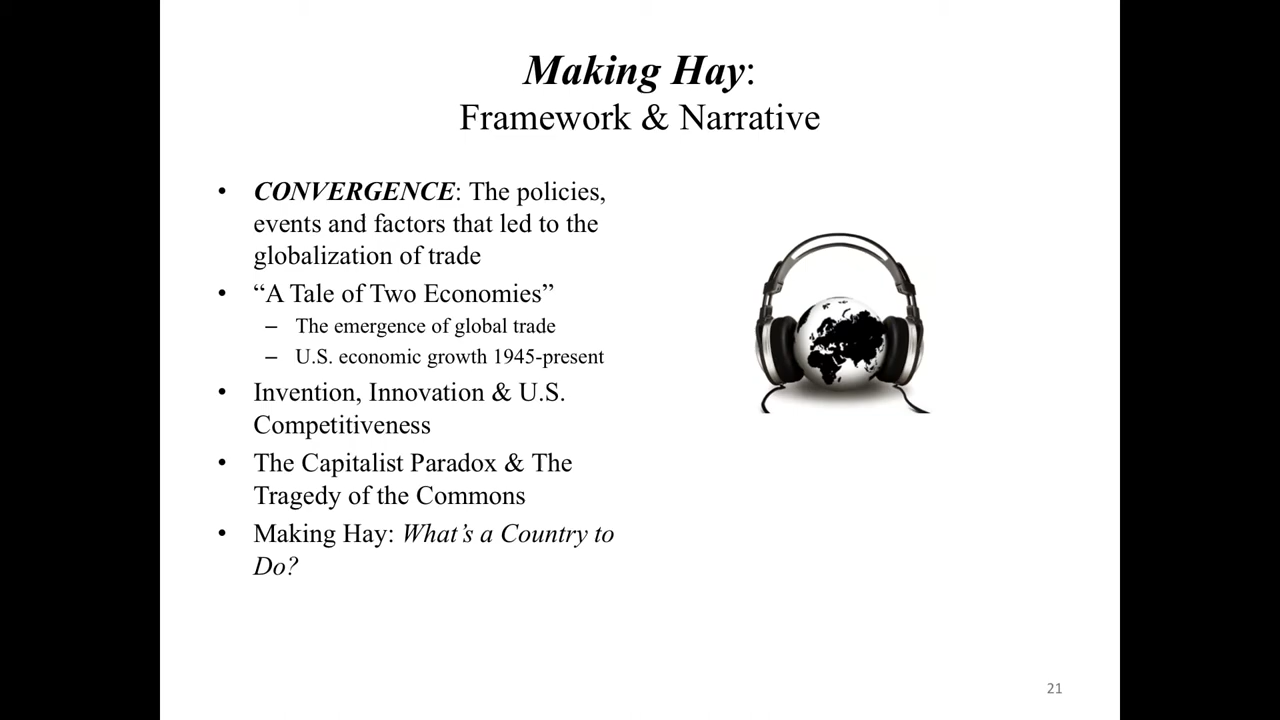 Making Hay:
Framework & Narrative
• CONVERGENCE: The policies,
events and factors that led to the
globalization of trade
• “A Tale of Two Economies”
– The emergence of global trade
– U.S. economic growth 1945-present
• Invention, Innovation & U.S.
Competitiveness
• The Capitalist Paradox & The
Tragedy of the Commons
• Making Hay: What’s a Country to
Do?
21